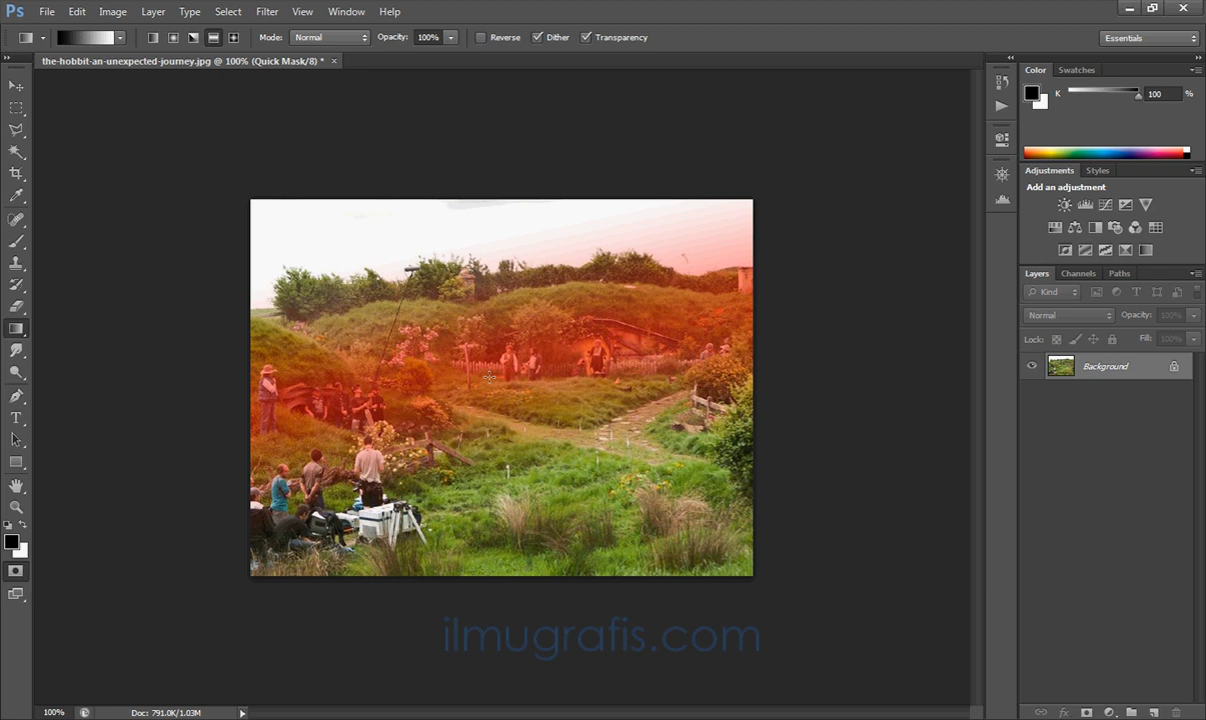 Ps File Edit Image Layer Type Select Filter View Window Help
Mode: Normal Opacity: 100% Reverse Dither Transparency Essentials
the-hobbit-an-unexpected-journey.jpg @ 100% (Quick Mask/8) * ×
Color Swatches
K 100 %
Adjustments Styles
Add an adjustment
Layers Channels Paths
Kind
Normal Opacity: 100%
Lock: Fill: 100%
Background
ilmugrafis.com
100% Doc: 791.0K/1.03M